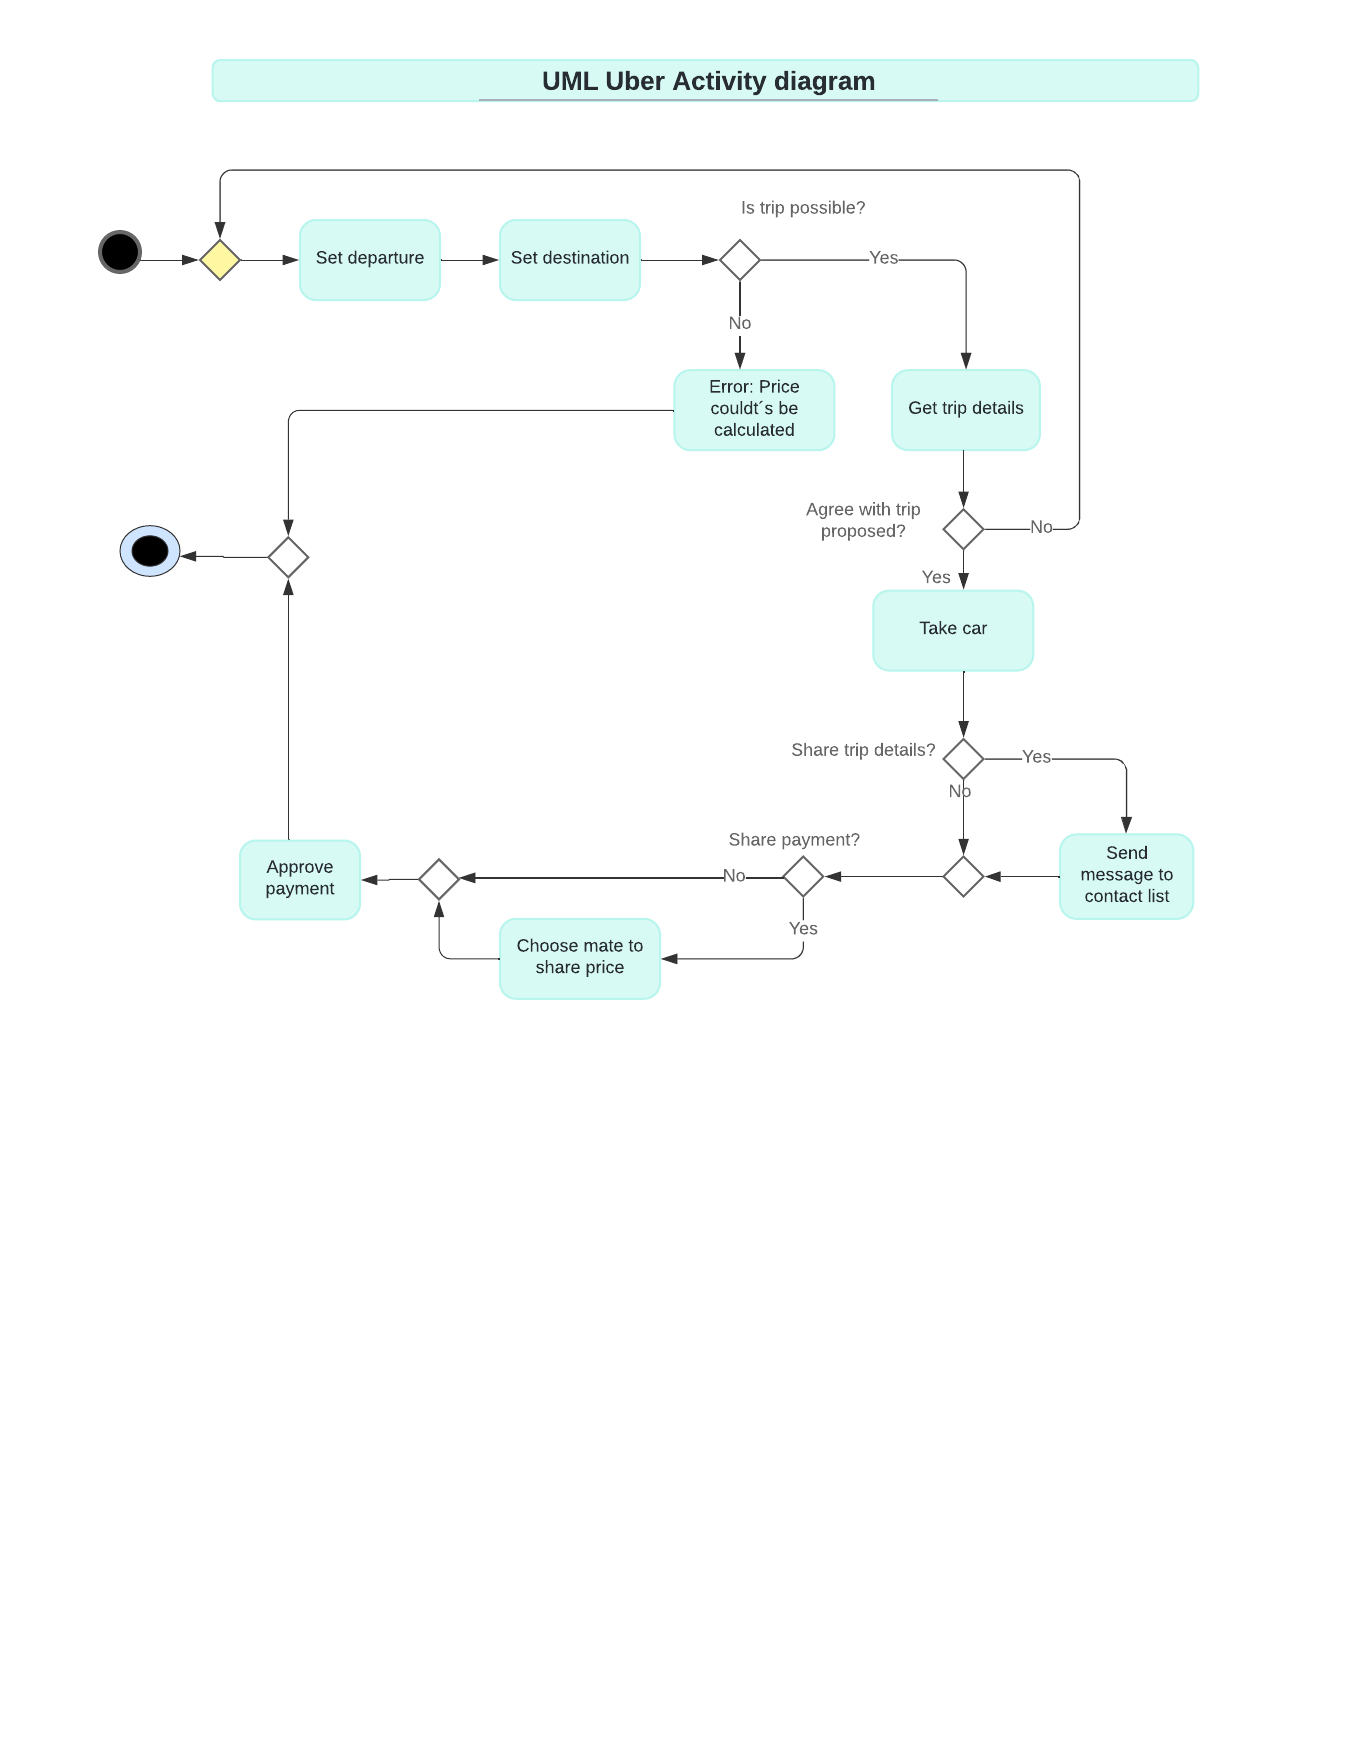 UML Uber Activity diagram
Is trip possible?
Set departure
Set destination
Yes
No
Error: Price
couldt´s be
calculated
Get trip details
Agree with trip
proposed?
No
Yes
Take car
Share trip details?
Yes
No
Share payment?
Send
message to
contact list
Approve
payment
No
Yes
Choose mate to
share price